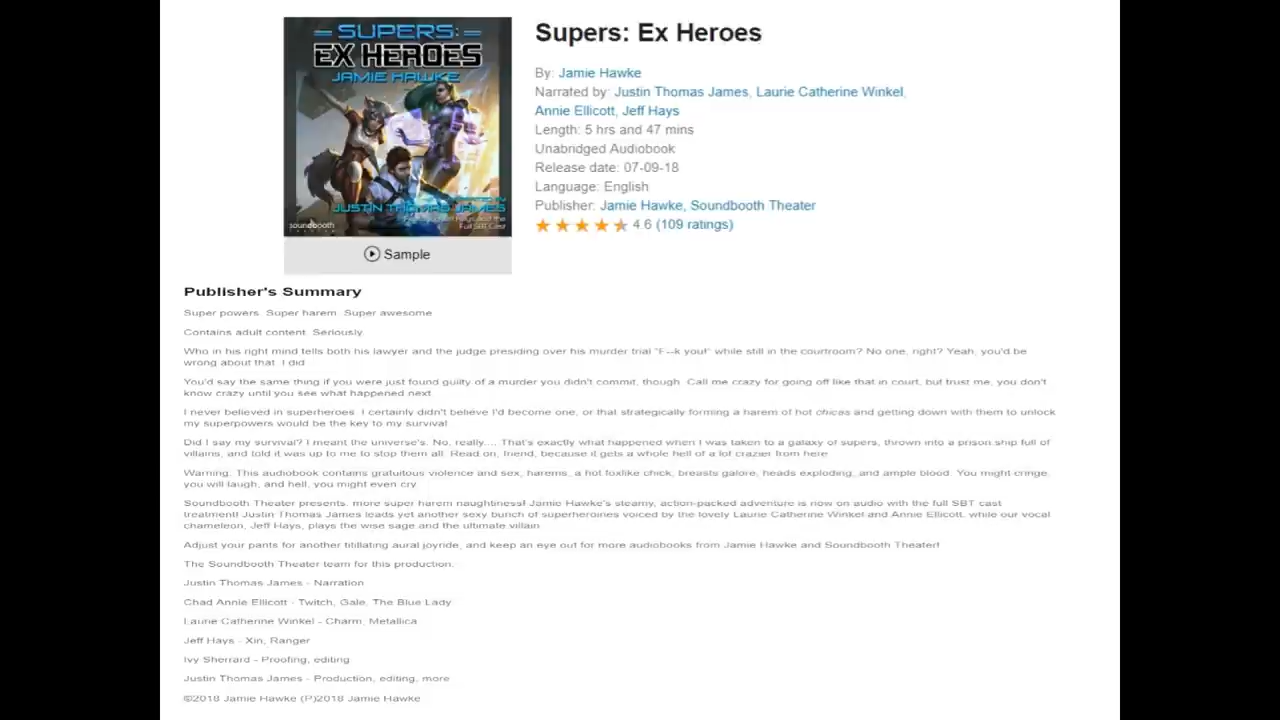 SUPERS:
EX HEROES
JAMIE HAWKE
JUSTIN THOMAS JAMES
Full SBT Cast
soundbooth
Sample
Supers: Ex Heroes
By: Jamie Hawke
Narrated by: Justin Thomas James, Laurie Catherine Winkel,
Annie Ellicott, Jeff Hays
Length: 5 hrs and 47 mins
Unabridged Audiobook
Release date: 07-09-18
Language: English
Publisher: Jamie Hawke, Soundbooth Theater
4.6 (109 ratings)
Publisher's Summary
Super powers. Super harem. Super awesome
Contains adult content. Seriously.
Who in his right mind tells both his lawyer and the judge presiding over his murder trial "F--k you!" while still in the courtroom? No one, right? Yeah, you'd be
wrong about that. I did.
You'd say the same thing if you were just found guilty of a murder you didn't commit, though. Call me crazy for going off like that in court, but trust me, you don't
know crazy until you see what happened next.
I never believed in superheroes. I certainly didn't believe I'd become one, or that strategically forming a harem of hot chicas and getting down with them to unlock
my superpowers would be the key to my survival.
Did I say my survival? I meant the universe's. No, really.... That's exactly what happened when I was taken to a galaxy of supers, thrown into a prison ship full of
villains, and told it was up to me to stop them all. Read on, friend, because it gets a whole hell of a lot crazier from here.
Warning: This audiobook contains gratuitous violence and sex, harems, a hot foxlike chick, breasts galore, heads exploding, and ample blood. You might cringe,
you will laugh, and hell, you might even cry.
Soundbooth Theater presents, more super harem naughtiness! Jamie Hawke's steamy, action-packed adventure is now on audio with the full SBT cast
treatment! Justin Thomas James leads yet another sexy bunch of superheroines voiced by the lovely Laurie Catherine Winkel and Annie Ellicott, while our vocal
chameleon, Jeff Hays, plays the wise sage and the ultimate villain.
Adjust your pants for another titillating aural joyride, and keep an eye out for more audiobooks from Jamie Hawke and Soundbooth Theater!
The Soundbooth Theater team for this production:
Justin Thomas James - Narration
Chad Annie Ellicott - Twitch, Gale, The Blue Lady
Laurie Catherine Winkel - Charm, Metallica
Jeff Hays - Xin, Ranger
Ivy Sherrard - Proofing, editing
Justin Thomas James - Production, editing, more
©2018 Jamie Hawke (P)2018 Jamie Hawke